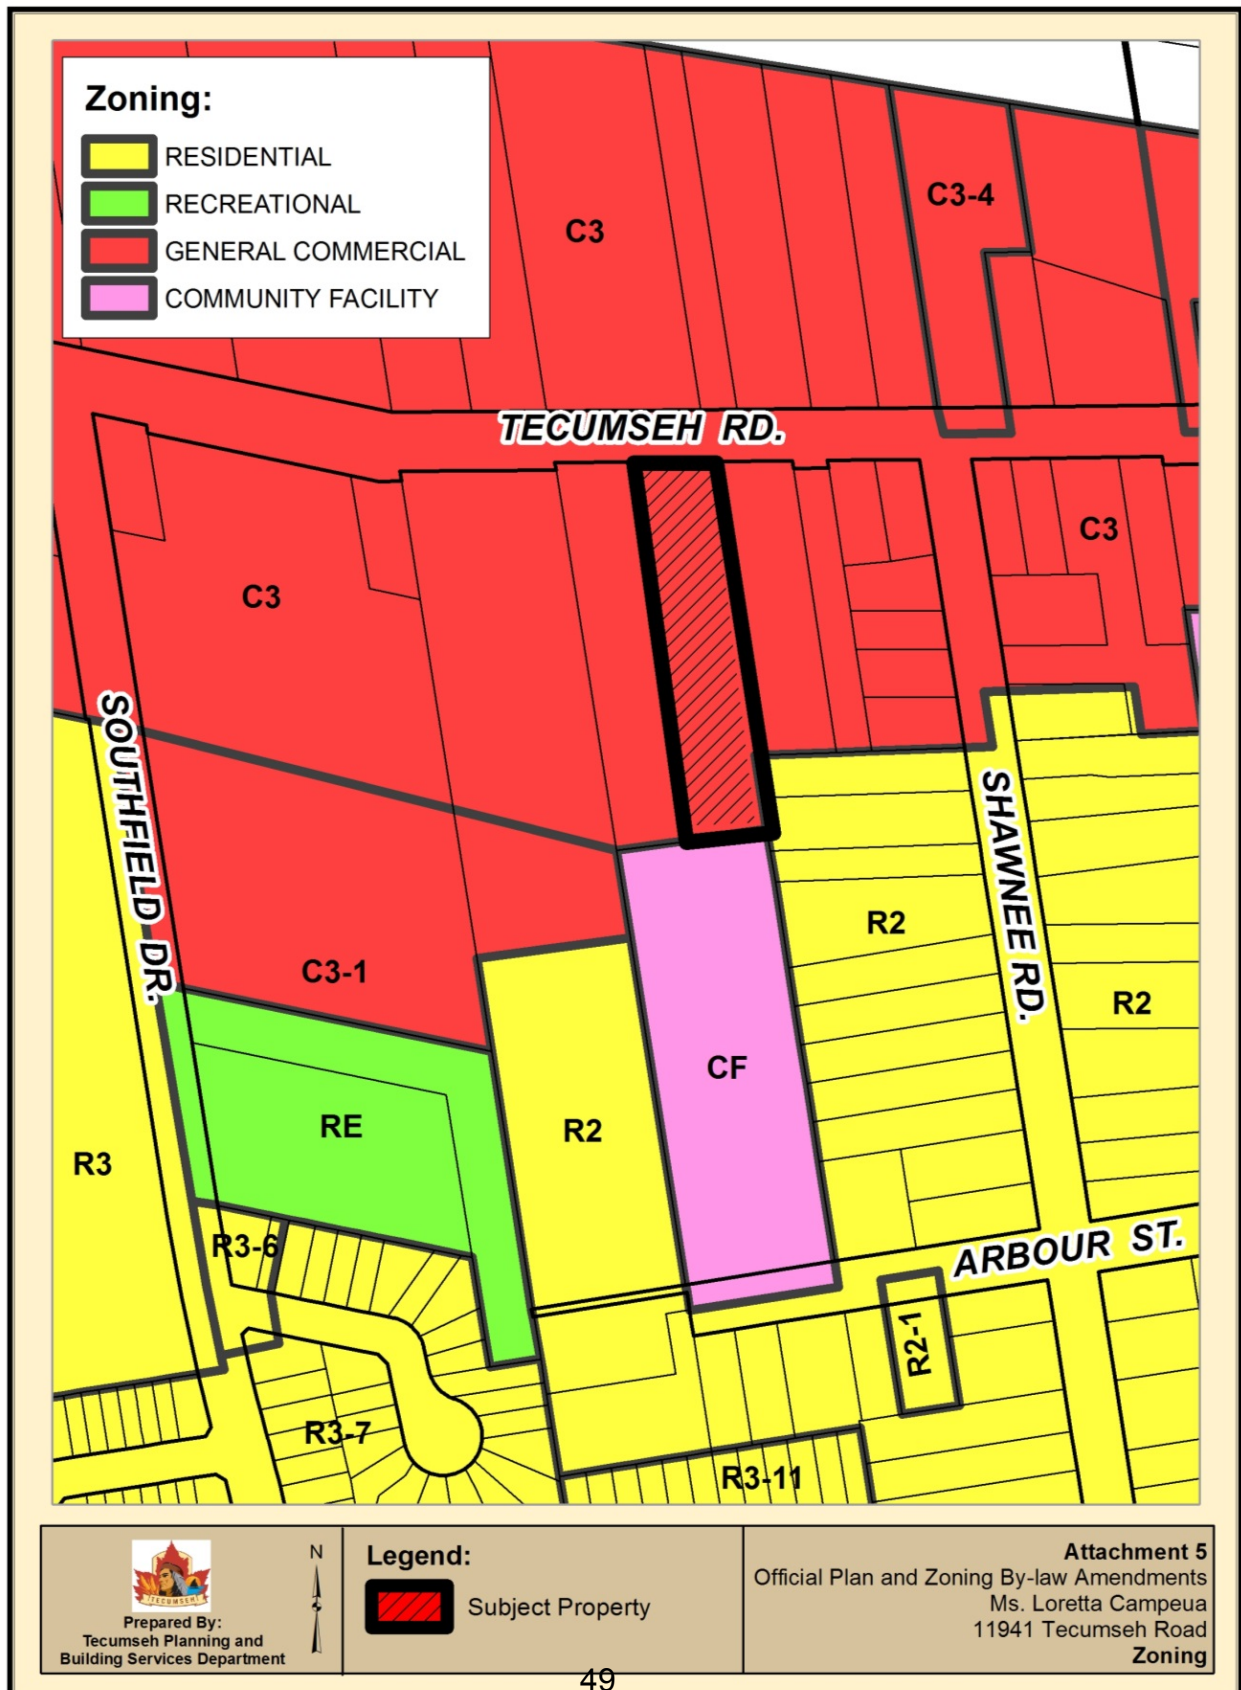 Zoning:
RESIDENTIAL
RECREATIONAL
GENERAL COMMERCIAL
COMMUNITY FACILITY
C3
C3-4
TECUMSEH RD.
C3
C3
SOUTHFIELD DR.
SHAWNEE RD.
C3-1
R2
R2
CF
RE
R2
R3
R3-6
ARBOUR ST.
R2-1
R3-7
R3-11
TECUMSEH
Prepared By:
Tecumseh Planning and
Building Services Department
N
Legend:
Subject Property
Attachment 5
Official Plan and Zoning By-law Amendments
Ms. Loretta Campeua
11941 Tecumseh Road
Zoning
49